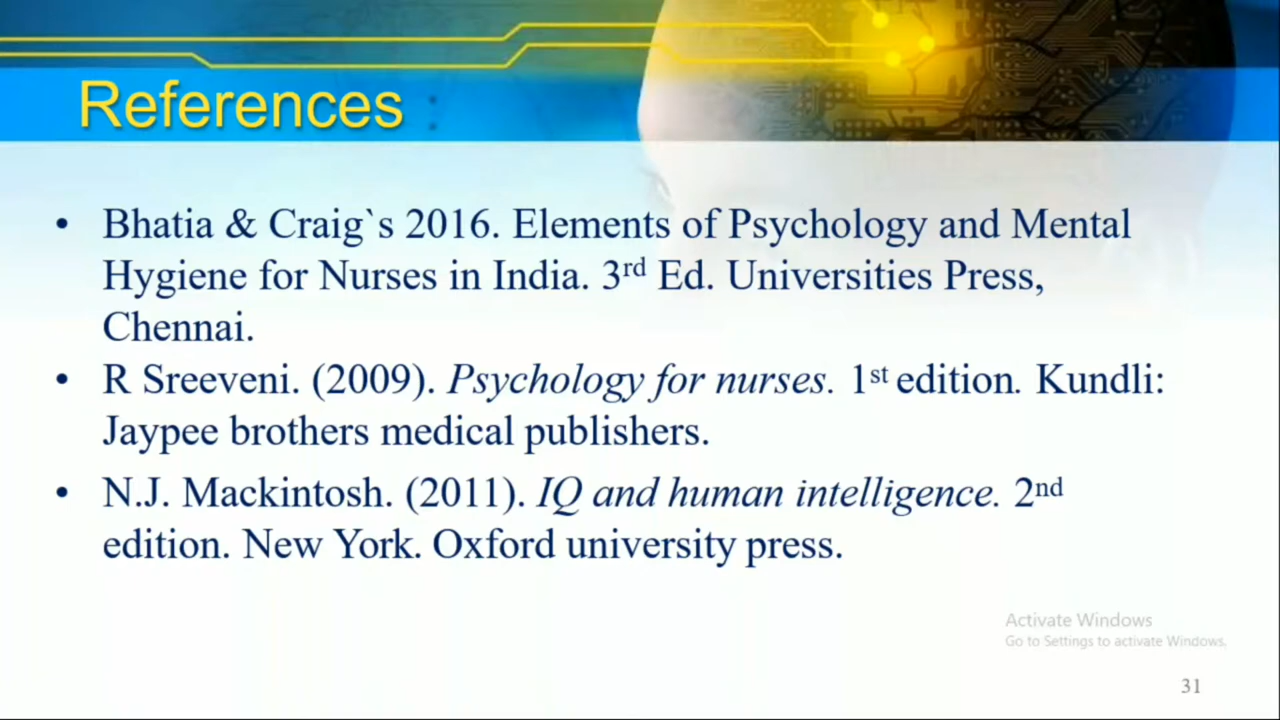 References :
• Bhatia & Craig`s 2016. Elements of Psychology and Mental
Hygiene for Nurses in India. 3rd Ed. Universities Press,
Chennai.
• R Sreeveni. (2009). Psychology for nurses. 1st edition. Kundli:
Jaypee brothers medical publishers.
• N.J. Mackintosh. (2011). IQ and human intelligence. 2nd
edition. New York. Oxford university press.
Activate Windows
Go to Settings to activate Windows.
31